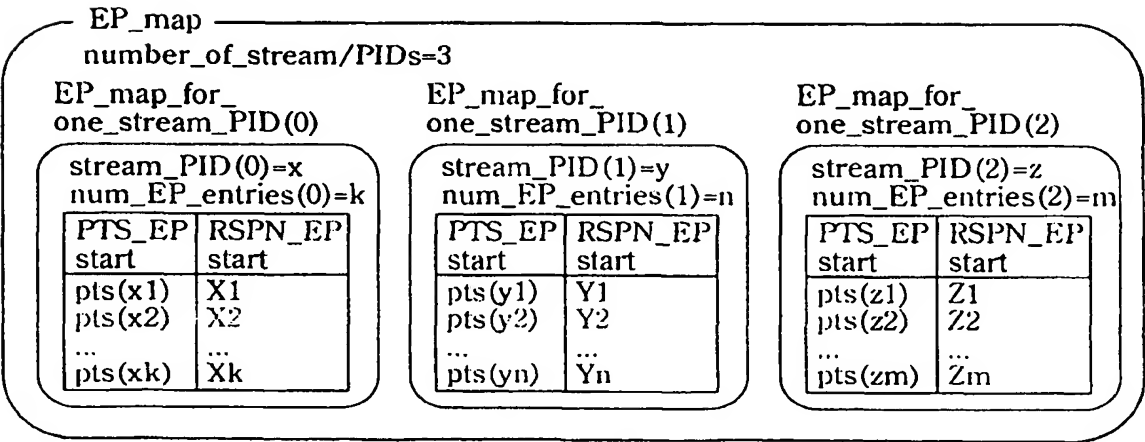 EP_map
number_of_stream/PIDs=3
EP_map_for_
one_stream_PID(0)
stream_PID(0)=x
num_EP_entries(0)=k
PTS_EP RSPN_EP
start start
pts(x1) X1
pts(x2) X2
... ...
pts(xk) Xk
EP_map_for_
one_stream_PID(1)
stream_PID(1)=y
num_EP_entries(1)=n
PTS_EP RSPN_EP
start start
pts(y1) Y1
pts(y2) Y2
... ...
pts(yn) Yn
EP_map_for_
one_stream_PID(2)
stream_PID(2)=z
num_EP_entries(2)=m
PTS_EP RSPN_EP
start start
pts(z1) Z1
pts(z2) Z2
... ...
pts(zm) Zm